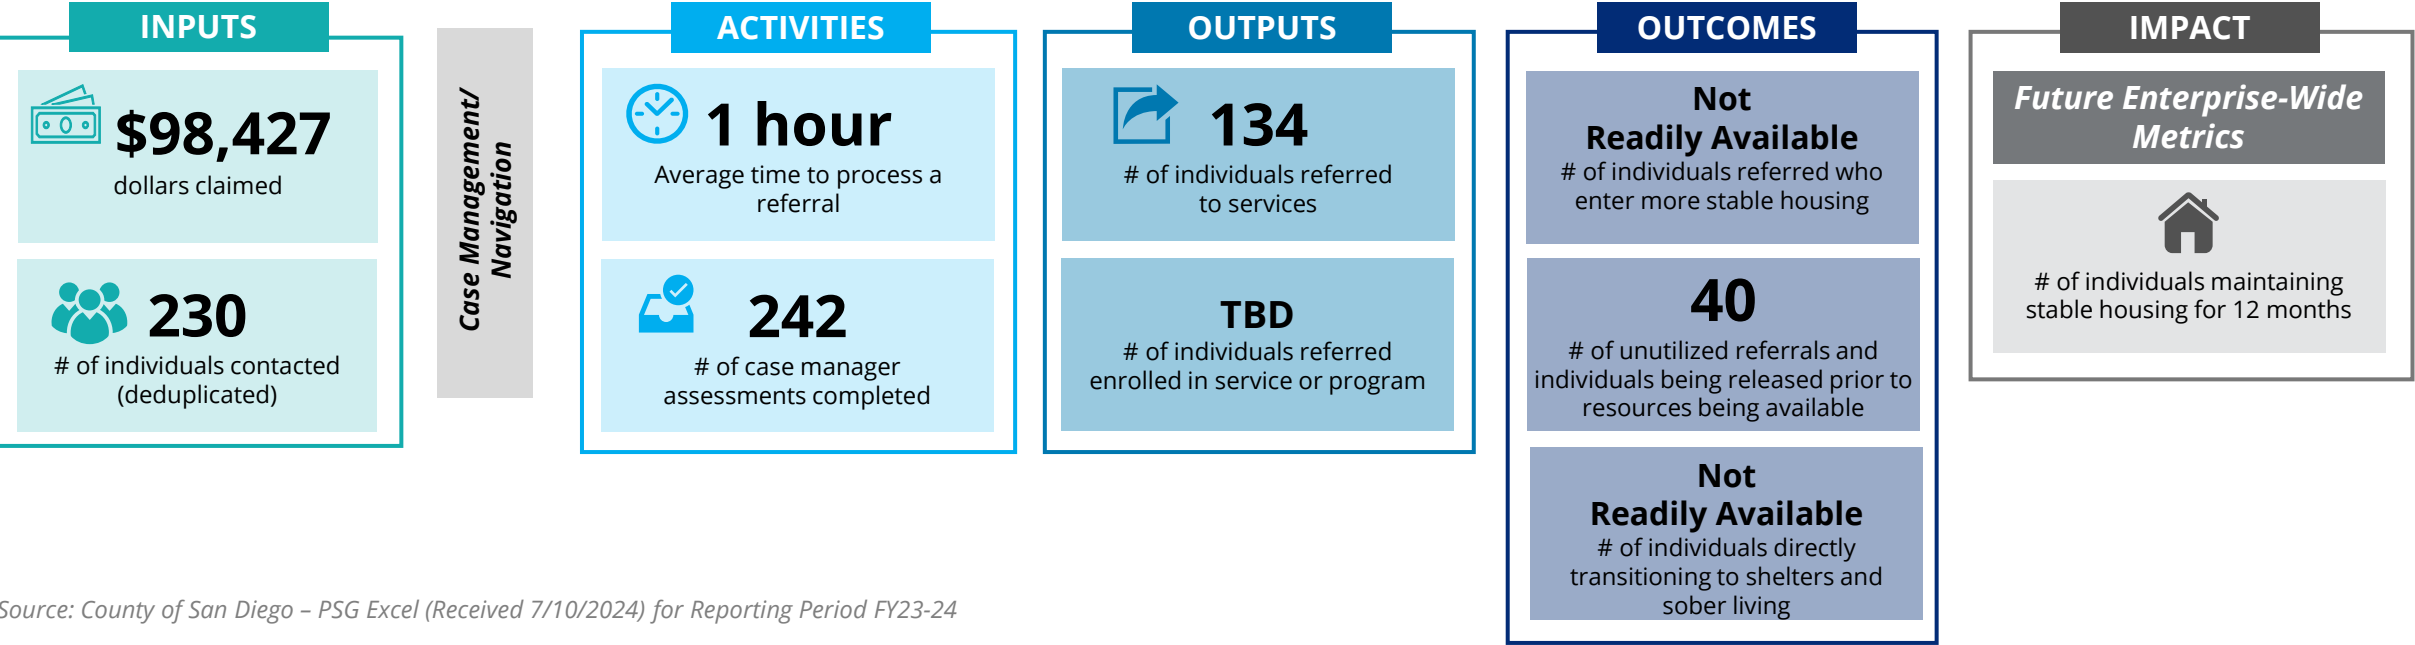 INPUTS
$98,427
dollars claimed
230
# of individuals contacted
(deduplicated)
Case Management/
Navigation
ACTIVITIES
1 hour
Average time to process a
referral
242
# of case manager
assessments completed
OUTPUTS
134
# of individuals referred
to services
TBD
# of individuals referred
enrolled in service or program
OUTCOMES
Not
Readily Available
# of individuals referred who
enter more stable housing
40
# of unutilized referrals and
individuals being released prior to
resources being available
Not
Readily Available
# of individuals directly
transitioning to shelters and
sober living
IMPACT
Future Enterprise-Wide
Metrics
# of individuals maintaining
stable housing for 12 months
Source: County of San Diego – PSG Excel (Received 7/10/2024) for Reporting Period FY23-24